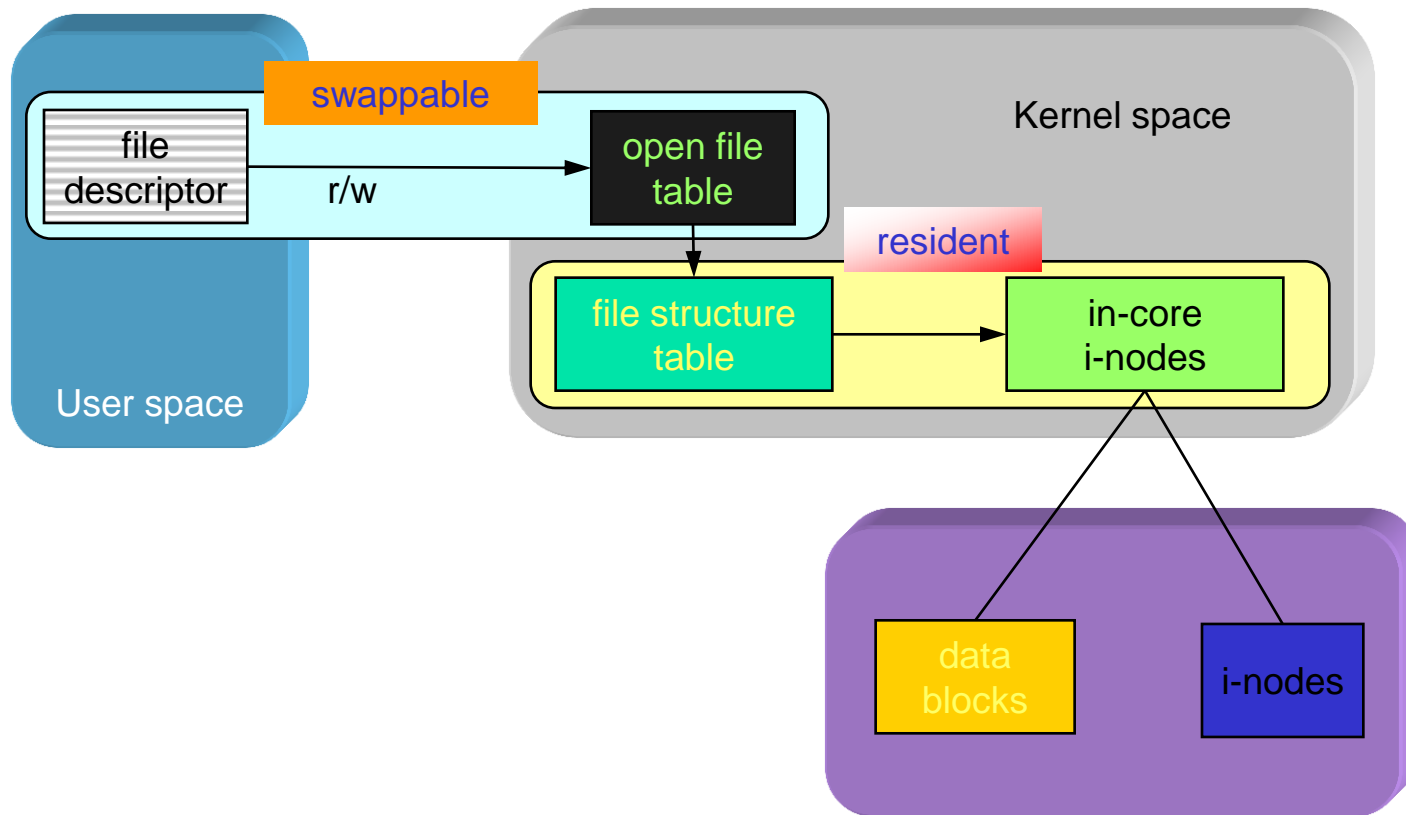 swappable
Kernel space
file
descriptor
r/w
open file
table
resident
file structure
table
in-core
i-nodes
User space
data
blocks
i-nodes